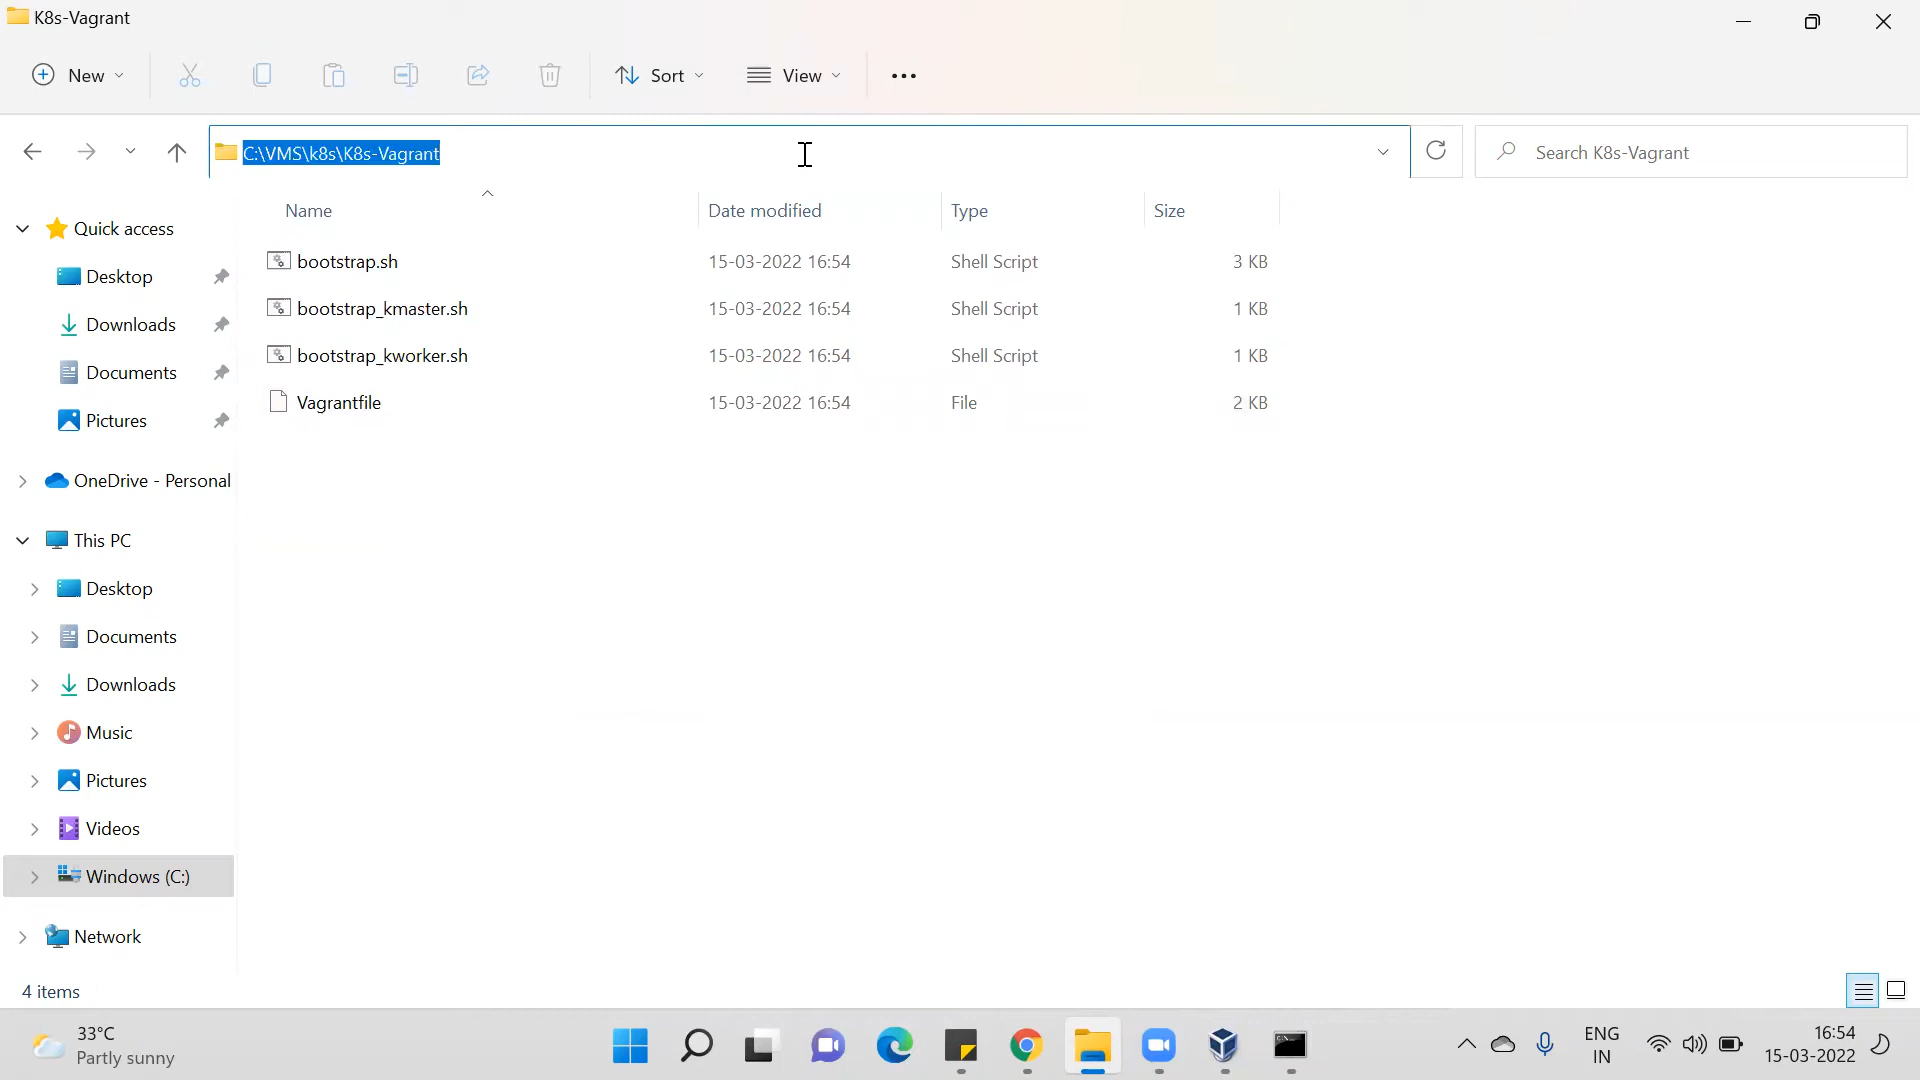 K8s-Vagrant
New
Sort
View
C:\VMS\k8s\K8s-Vagrant
Search K8s-Vagrant
Name Date modified Type Size
bootstrap.sh 15-03-2022 16:54 Shell Script 3 KB
bootstrap_kmaster.sh 15-03-2022 16:54 Shell Script 1 KB
bootstrap_kworker.sh 15-03-2022 16:54 Shell Script 1 KB
Vagrantfile 15-03-2022 16:54 File 2 KB
Quick access
Desktop
Downloads
Documents
Pictures
OneDrive - Personal
This PC
Desktop
Documents
Downloads
Music
Pictures
Videos
Windows (C:)
Network
4 items
33°C
Partly sunny
ENG
IN
16:54
15-03-2022